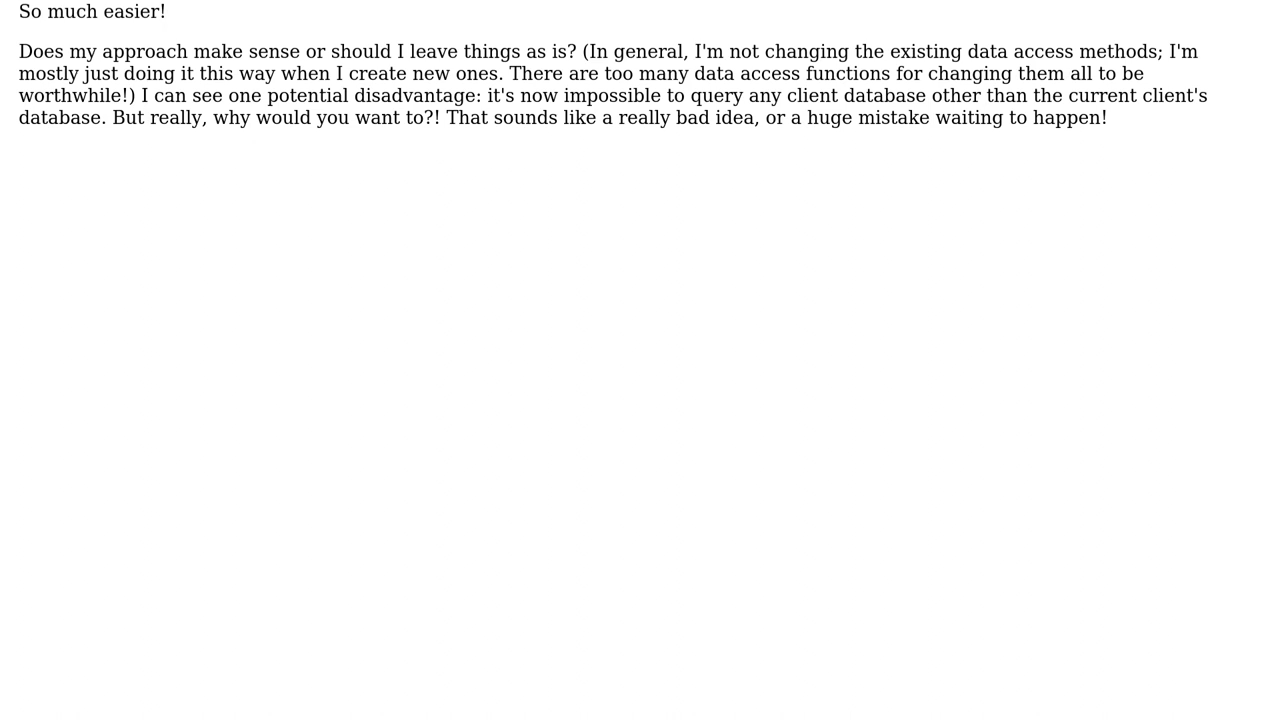 So much easier!
Does my approach make sense or should I leave things as is? (In general, I'm not changing the existing data access methods; I'm
mostly just doing it this way when I create new ones. There are too many data access functions for changing them all to be
worthwhile!) I can see one potential disadvantage: it's now impossible to query any client database other than the current client's
database. But really, why would you want to?! That sounds like a really bad idea, or a huge mistake waiting to happen!